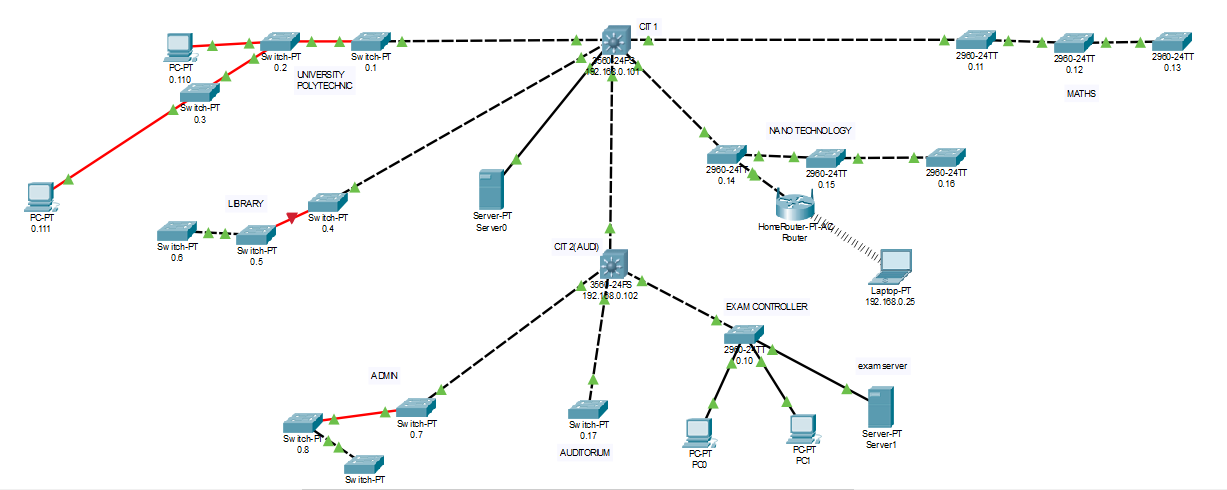 CIT 1
PC-PT
0.110
Switch-PT
0.2
Switch-PT
0.1
3560-24PS
192.168.0.101
2960-24TT
0.11
2960-24TT
0.12
2960-24TT
0.13
UNIVERSITY
POLYTECHNIC
MATHS
Switch-PT
0.3
NANO TECHNOLOGY
2960-24TT
0.14
2960-24TT
0.15
2960-24TT
0.16
PC-PT
0.111
LIBRARY
Switch-PT
0.4
Server-PT
Server0
HomeRouter-PT-AC
Router
Switch-PT
0.6
Switch-PT
0.5
CIT 2(AUDI)
3560-24PS
192.168.0.102
Laptop-PT
192.168.0.25
EXAM CONTROLLER
2960-24TT
0.10
exam server
ADMIN
Switch-PT
0.7
Switch-PT
0.17
Switch-PT
0.8
AUDITORIUM
PC-PT
PC0
PC-PT
PC1
Server-PT
Server1
Switch-PT